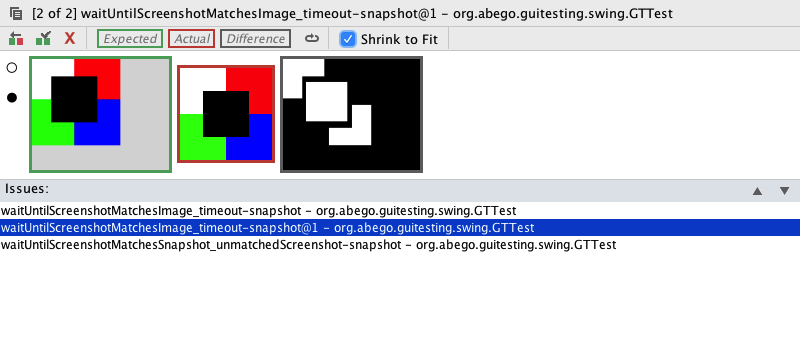 [2 of 2] waitUntilScreenshotMatchesImage_timeout-snapshot@1 – org.abego.guitesting.swing.GTTest
X Expected Actual Difference Shrink to Fit
Issues:
waitUntilScreenshotMatchesImage_timeout-snapshot – org.abego.guitesting.swing.GTTest
waitUntilScreenshotMatchesImage_timeout-snapshot@1 – org.abego.guitesting.swing.GTTest
waitUntilScreenshotMatchesSnapshot_unmatchedScreenshot-snapshot – org.abego.guitesting.swing.GTTest